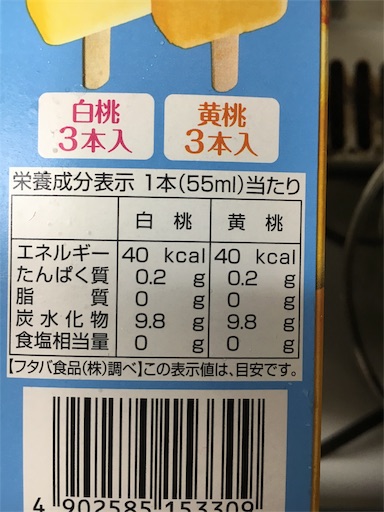 白桃 黄桃
3本入 3本入
栄養成分表示 1本(55ml)当たり
白桃 黄桃
エネルギー 40 kcal 40 kcal
たんぱく質 0.2 g 0.2 g
脂質 0 g 0 g
炭水化物 9.8 g 9.8 g
食塩相当量 0 g 0 g
【フタバ食品(株)調べ】この表示値は、目安です。
4 902585 153309